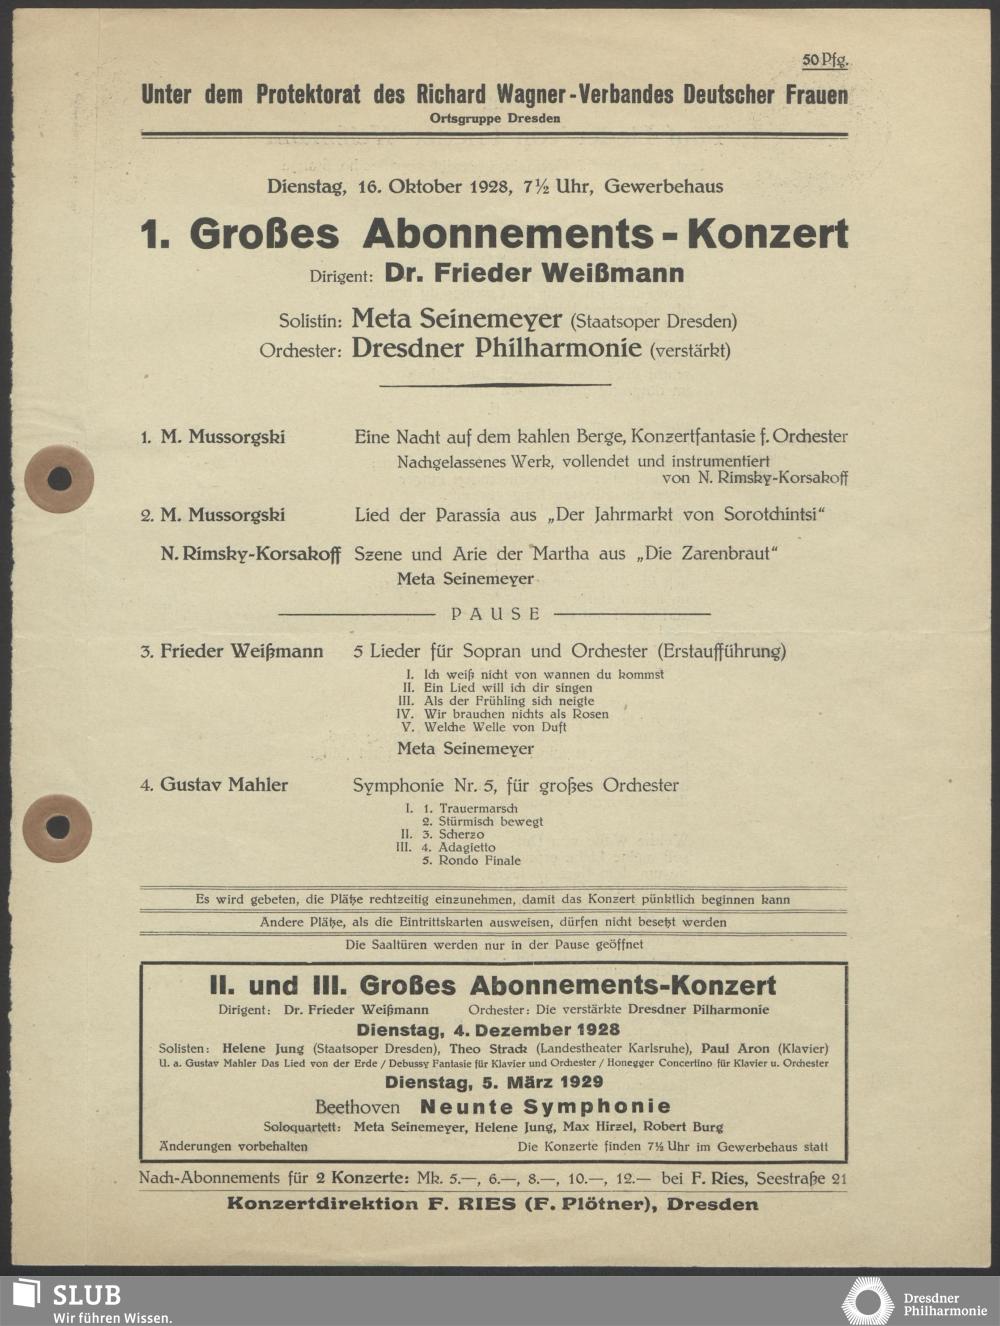 50 Pfg.
Unter dem Protektorat des Richard Wagner-Verbandes Deutscher Frauen
Ortsgruppe Dresden
Dienstag, 16. Oktober 1928, 7½ Uhr, Gewerbehaus
1. Großes Abonnements-Konzert
Dirigent: Dr. Frieder Weißmann
Solistin: Meta Seinemeyer (Staatsoper Dresden)
Orchester: Dresdner Philharmonie (verstärkt)
1. M. Mussorgski Eine Nacht auf dem kahlen Berge, Konzertfantasie f. Orchester
Nachgelassenes Werk, vollendet und instrumentiert
von N. Rimsky-Korsakoff
2. M. Mussorgski Lied der Parassia aus „Der Jahrmarkt von Sorotchintsi“
N. Rimsky-Korsakoff Szene und Arie der Martha aus „Die Zarenbraut“
Meta Seinemeyer
PAUSE
3. Frieder Weißmann 5 Lieder für Sopran und Orchester (Erstaufführung)
I. Ich weiß nicht von wannen du kommst
II. Ein Lied will ich dir singen
III. Als der Frühling sich neigte
IV. Wir brauchen nichts als Rosen
V. Welche Welle von Duft
Meta Seinemeyer
4. Gustav Mahler Symphonie Nr. 5, für großes Orchester
I. 1. Trauermarsch
2. Stürmisch bewegt
II. 3. Scherzo
III. 4. Adagietto
5. Rondo Finale
Es wird gebeten, die Plätze rechtzeitig einzunehmen, damit das Konzert pünktlich beginnen kann
Andere Plätze, als die Eintrittskarten ausweisen, dürfen nicht besetzt werden
Die Saaltüren werden nur in der Pause geöffnet
II. und III. Großes Abonnements-Konzert
Dirigent: Dr. Frieder Weißmann Orchester: Die verstärkte Dresdner Pilharmonie
Dienstag, 4. Dezember 1928
Solisten: Helene Jung (Staatsoper Dresden), Theo Strack (Landestheater Karlsruhe), Paul Aron (Klavier)
U. a. Gustav Mahler Das Lied von der Erde / Debussy Fantasie für Klavier und Orchester / Honegger Concertino für Klavier u. Orchester
Dienstag, 5. März 1929
Beethoven Neunte Symphonie
Soloquartett: Meta Seinemeyer, Helene Jung, Max Hirzel, Robert Burg
Änderungen vorbehalten Die Konzerte finden 7½ Uhr im Gewerbehaus statt
Nach-Abonnements für 2 Konzerte: Mk. 5.—, 6.—, 8.—, 10.—, 12.— bei F. Ries, Seestraße 21
Konzertdirektion F. RIES (F. Plötner), Dresden
SLUB
Wir führen Wissen.
Dresdner
Philharmonie